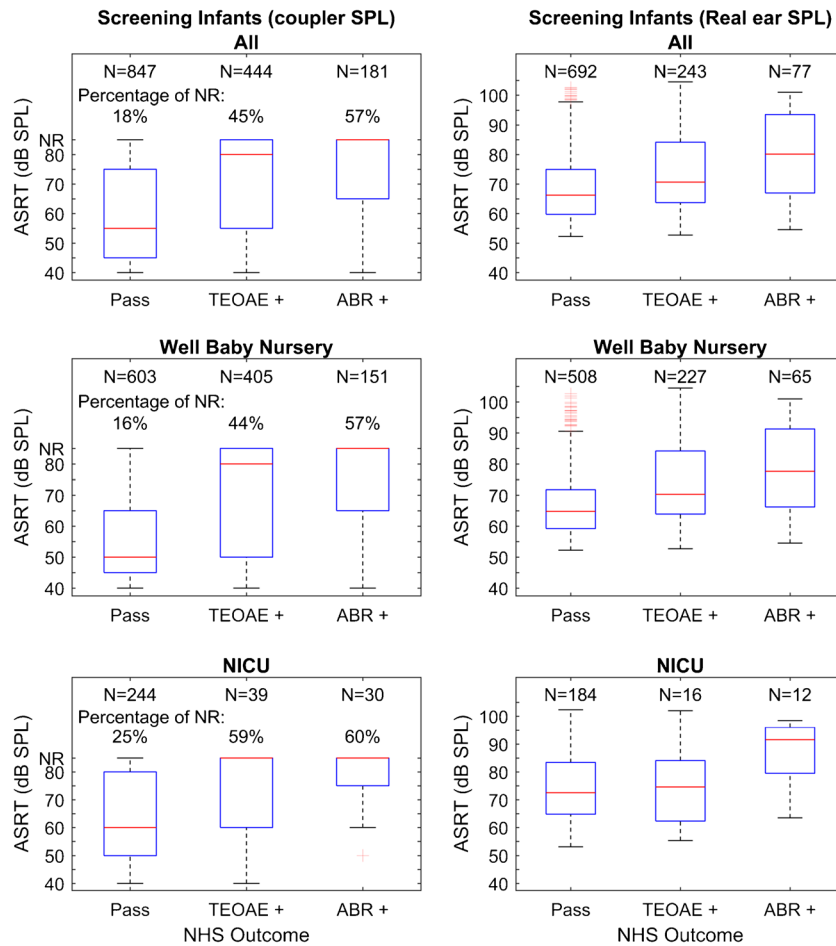 Screening Infants (coupler SPL)
All
N=847 N=444 N=181
Percentage of NR:
18% 45% 57%
NR
80
70
60
50
40
ASRT (dB SPL)
Pass TEOAE + ABR +
Screening Infants (Real ear SPL)
All
N=692 N=243 N=77
100
90
80
70
60
50
40
ASRT (dB SPL)
Pass TEOAE + ABR +
Well Baby Nursery
N=603 N=405 N=151
Percentage of NR:
16% 44% 57%
NR
80
70
60
50
40
ASRT (dB SPL)
Pass TEOAE + ABR +
Well Baby Nursery
N=508 N=227 N=65
100
90
80
70
60
50
40
ASRT (dB SPL)
Pass TEOAE + ABR +
NICU
N=244 N=39 N=30
Percentage of NR:
25% 59% 60%
NR
80
70
60
50
40
ASRT (dB SPL)
Pass TEOAE + ABR +
NHS Outcome
NICU
N=184 N=16 N=12
100
90
80
70
60
50
40
ASRT (dB SPL)
Pass TEOAE + ABR +
NHS Outcome